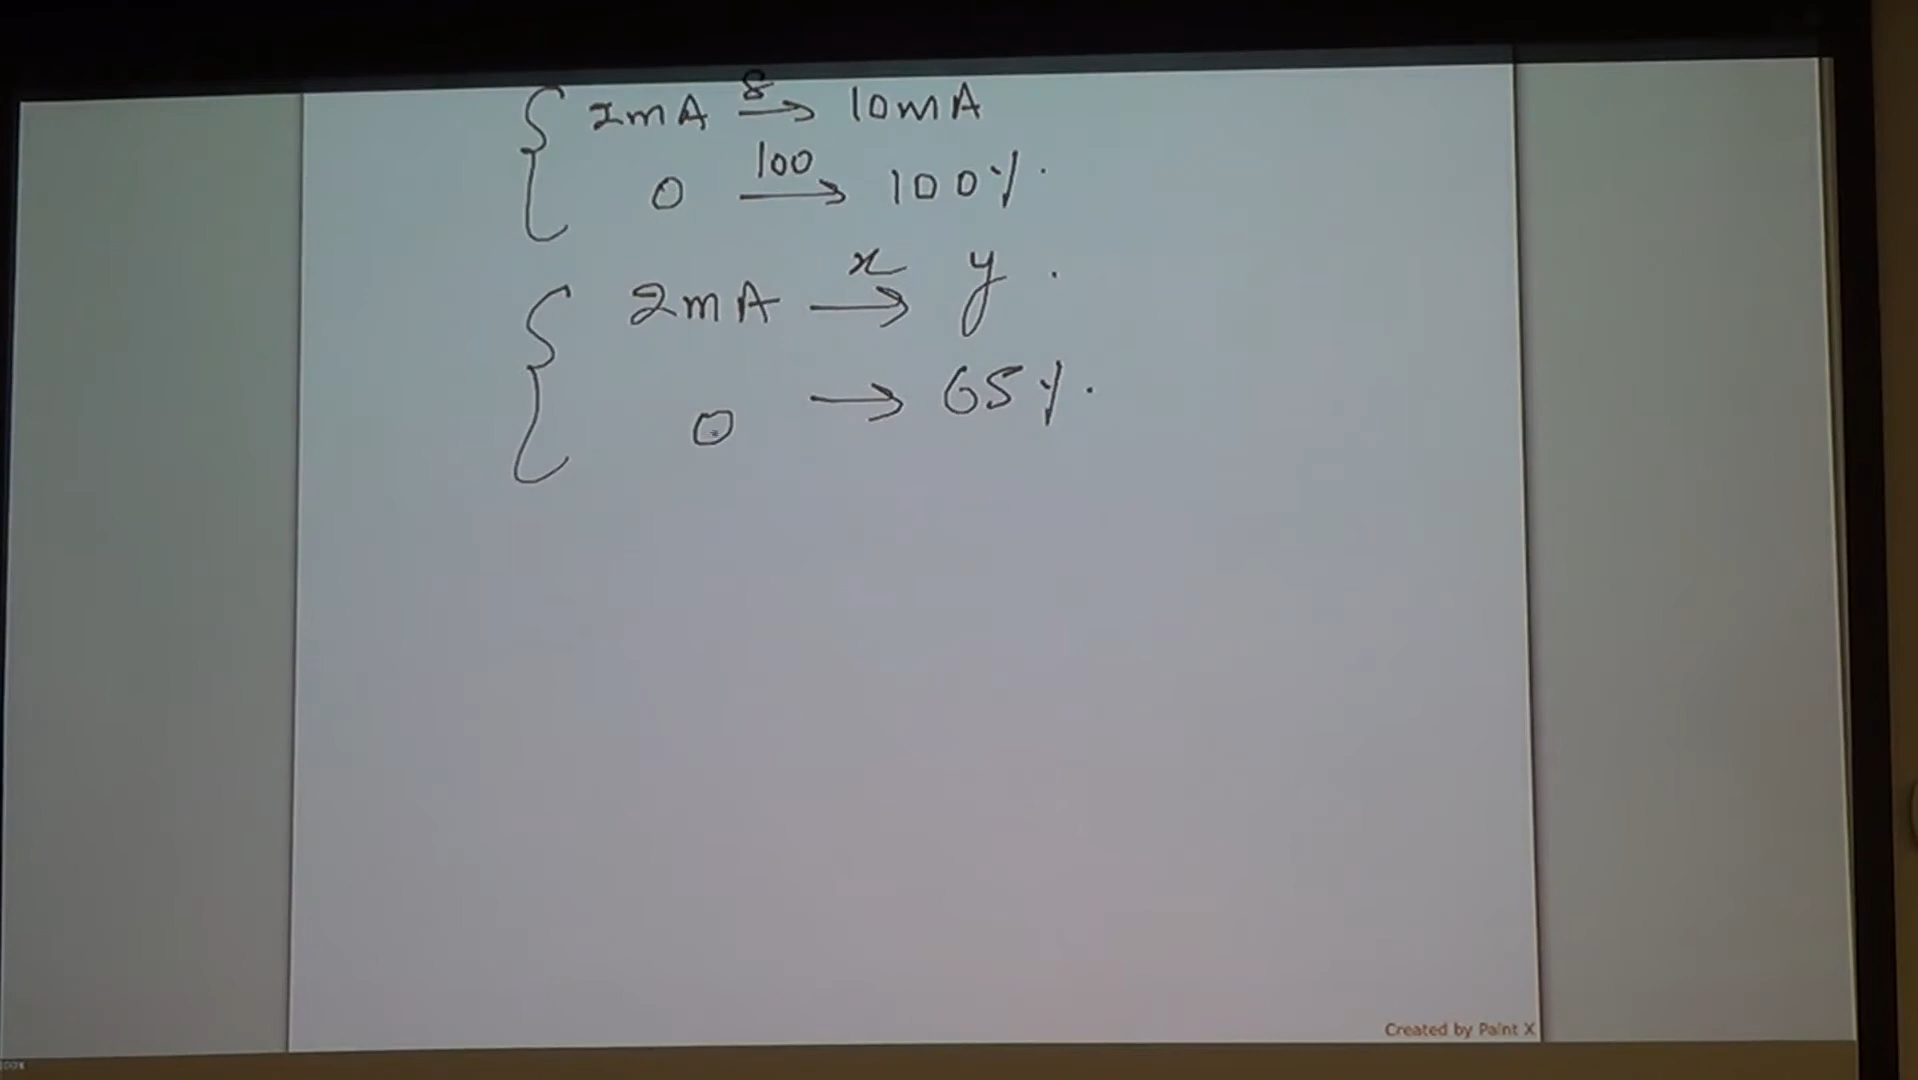 2mA 8→ 10mA
0 100→ 100%.
2mA x→ y.
0 → 65%.
Created by Paint X